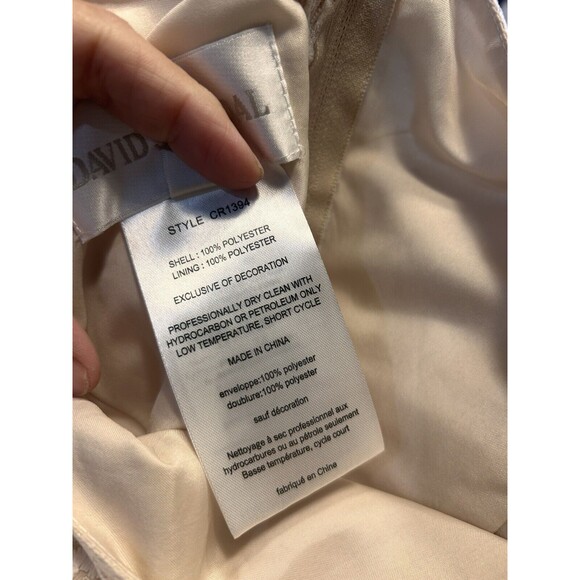 DAVID
AL
STYLE CR1394
SHELL : 100% POLYESTER
LINING : 100% POLYESTER
EXCLUSIVE OF DECORATION
PROFESSIONALLY DRY CLEAN WITH
HYDROCARBON OR PETROLEUM ONLY
LOW TEMPERATURE, SHORT CYCLE
MADE IN CHINA
enveloppe:100% polyester
doublure:100% polyester
sauf décoration
Nettoyage à sec professionnel aux
hydrocarbures ou au pétrole seulement
Basse température, cycle court
fabriqué en Chine